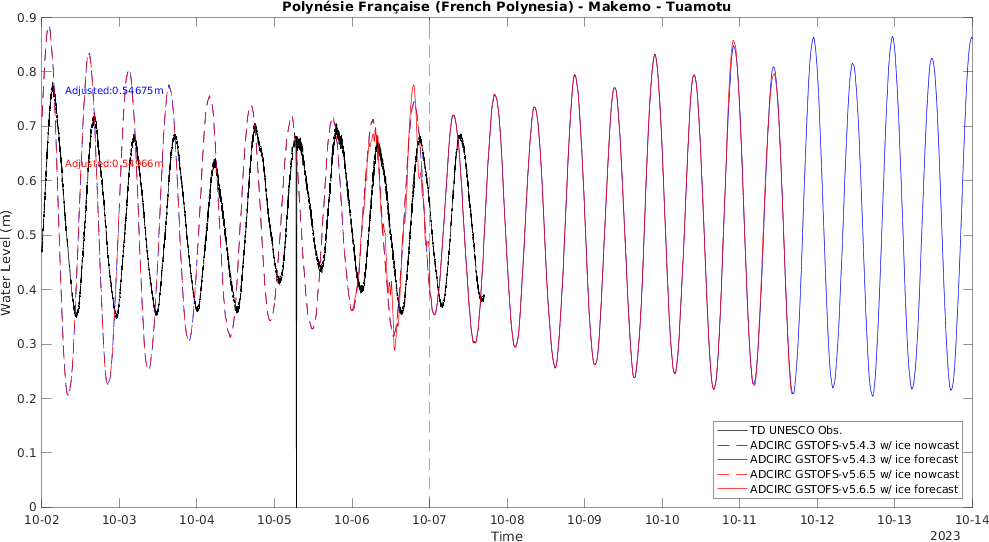 Polynésie Française (French Polynesia) - Makemo - Tuamotu
0.9
0.8
0.7
0.6
0.5
0.4
0.3
0.2
0.1
0
Water Level (m)
Adjusted:0.54675m
Adjusted:0.54966m
TD UNESCO Obs.
ADCIRC GSTOFS-v5.4.3 w/ ice nowcast
ADCIRC GSTOFS-v5.4.3 w/ ice forecast
ADCIRC GSTOFS-v5.6.5 w/ ice nowcast
ADCIRC GSTOFS-v5.6.5 w/ ice forecast
10-02 10-03 10-04 10-05 10-06 10-07 10-08 10-09 10-10 10-11 10-12 10-13 10-14
Time
2023